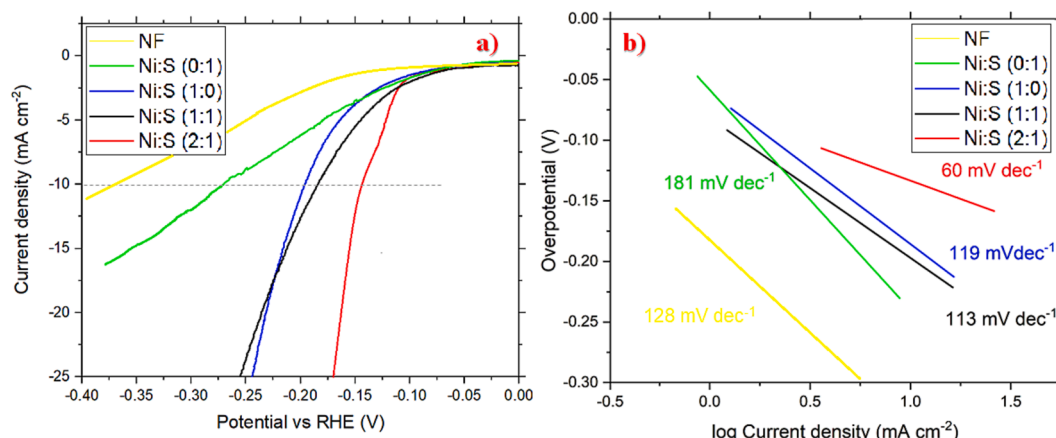 a)
NF
Ni:S (0:1)
Ni:S (1:0)
Ni:S (1:1)
Ni:S (2:1)
0
-5
-10
-15
-20
-25
Current density (mA cm-2)
-0.40 -0.35 -0.30 -0.25 -0.20 -0.15 -0.10 -0.05 0.00
Potential vs RHE (V)
b)
NF
Ni:S (0:1)
Ni:S (1:0)
Ni:S (1:1)
Ni:S (2:1)
0.00
-0.05
-0.10
-0.15
-0.20
-0.25
-0.30
Overpotential (V)
60 mV dec-1
181 mV dec-1
119 mVdec-1
128 mV dec-1
113 mV dec-1
-0.5 0.0 0.5 1.0 1.5
log Current density (mA cm-2)